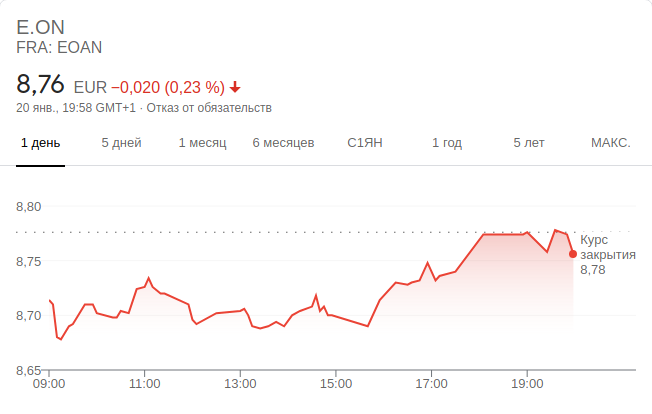 E.ON
FRA: EOAN
8,76 EUR −0,020 (0,23 %)
20 янв., 19:58 GMT+1 · Отказ от обязательств
1 день 5 дней 1 месяц 6 месяцев С1ЯН 1 год 5 лет МАКС.
8,80
Курс
закрытия
8,78
8,75
8,70
8,65
09:00 11:00 13:00 15:00 17:00 19:00